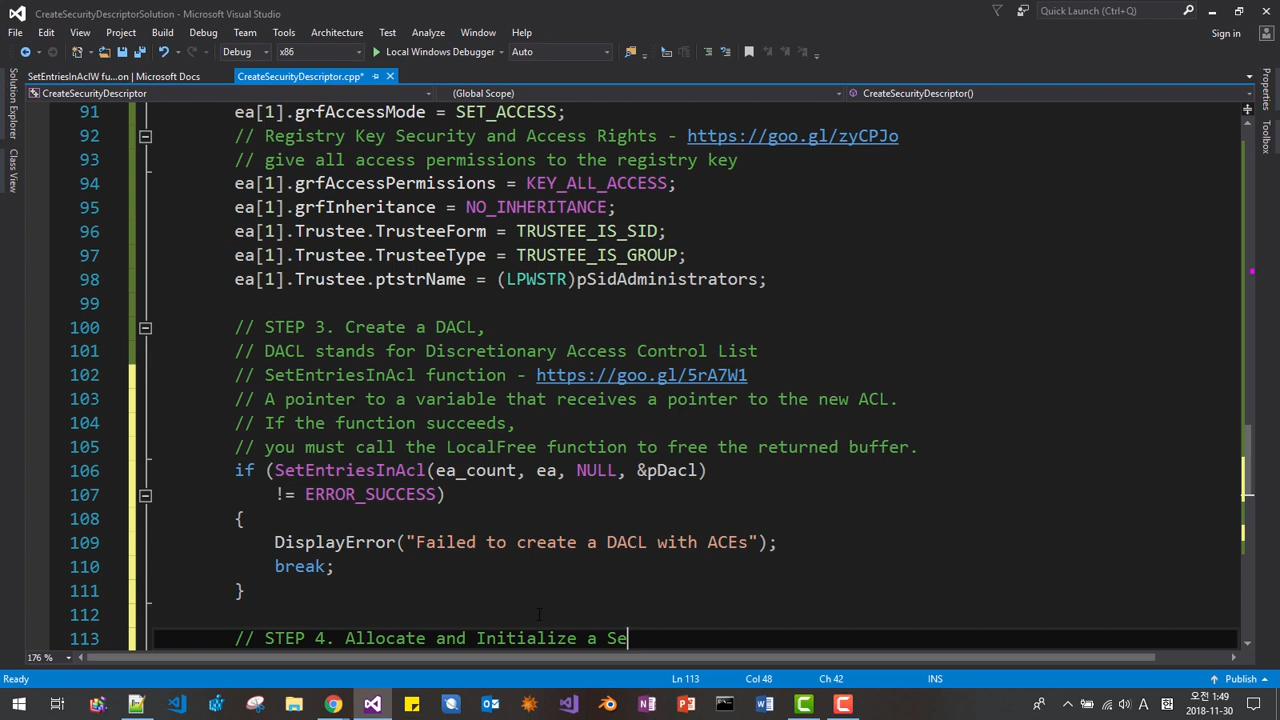 CreateSecurityDescriptorSolution - Microsoft Visual Studio
Quick Launch (Ctrl+Q)
File Edit View Project Build Debug Team Tools Architecture Test Analyze Window Help
Sign in
Debug x86 Local Windows Debugger Auto
SetEntriesInAclW fu...on | Microsoft Docs CreateSecurityDescriptor.cpp*
CreateSecurityDescriptor (Global Scope) CreateSecurityDescriptor()
Solution Explorer
Class View
Properties
Toolbox
91 ea[1].grfAccessMode = SET_ACCESS;
92 // Registry Key Security and Access Rights - https://goo.gl/zyCPJo
93 // give all access permissions to the registry key
94 ea[1].grfAccessPermissions = KEY_ALL_ACCESS;
95 ea[1].grfInheritance = NO_INHERITANCE;
96 ea[1].Trustee.TrusteeForm = TRUSTEE_IS_SID;
97 ea[1].Trustee.TrusteeType = TRUSTEE_IS_GROUP;
98 ea[1].Trustee.ptstrName = (LPWSTR)pSidAdministrators;
99
100 // STEP 3. Create a DACL,
101 // DACL stands for Discretionary Access Control List
102 // SetEntriesInAcl function - https://goo.gl/5rA7W1
103 // A pointer to a variable that receives a pointer to the new ACL.
104 // If the function succeeds,
105 // you must call the LocalFree function to free the returned buffer.
106 if (SetEntriesInAcl(ea_count, ea, NULL, &pDacl)
107 != ERROR_SUCCESS)
108 {
109 DisplayError("Failed to create a DACL with ACEs");
110 break;
111 }
112
113 // STEP 4. Allocate and Initialize a Se
176 %
Ready Ln 113 Col 48 Ch 42 INS Publish
A 오전 1:49
2018-11-30